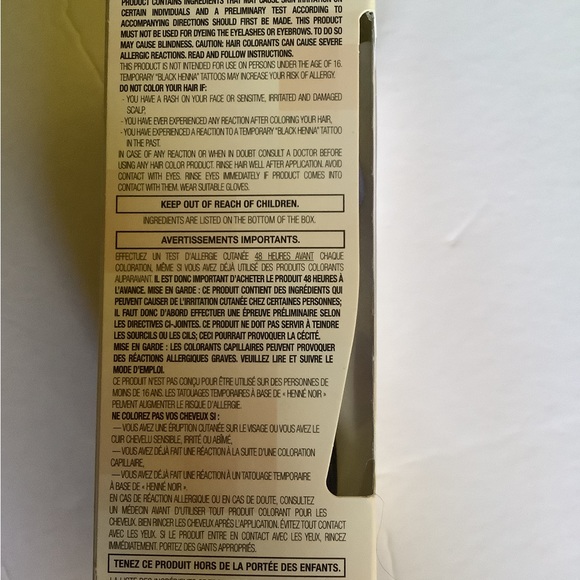 PRODUCT CONTAINS INGREDIENTS THAT MAY CAUSE SKIN IRRITATION ON
CERTAIN INDIVIDUALS AND A PRELIMINARY TEST ACCORDING TO
ACCOMPANYING DIRECTIONS SHOULD FIRST BE MADE. THIS PRODUCT
MUST NOT BE USED FOR DYEING THE EYELASHES OR EYEBROWS. TO DO SO
MAY CAUSE BLINDNESS. CAUTION: HAIR COLORANTS CAN CAUSE SEVERE
ALLERGIC REACTIONS. READ AND FOLLOW INSTRUCTIONS.
THIS PRODUCT IS NOT INTENDED FOR USE ON PERSONS UNDER THE AGE OF 16.
TEMPORARY "BLACK HENNA" TATTOOS MAY INCREASE YOUR RISK OF ALLERGY.
DO NOT COLOR YOUR HAIR IF:
- YOU HAVE A RASH ON YOUR FACE OR SENSITIVE, IRRITATED AND DAMAGED
SCALP,
- YOU HAVE EVER EXPERIENCED ANY REACTION AFTER COLORING YOUR HAIR,
- YOU HAVE EXPERIENCED A REACTION TO A TEMPORARY "BLACK HENNA" TATTOO
IN THE PAST.
IN CASE OF ANY REACTION OR WHEN IN DOUBT CONSULT A DOCTOR BEFORE
USING ANY HAIR COLOR PRODUCT. RINSE HAIR WELL AFTER APPLICATION. AVOID
CONTACT WITH EYES. RINSE EYES IMMEDIATELY IF PRODUCT COMES INTO
CONTACT WITH THEM. WEAR SUITABLE GLOVES.
KEEP OUT OF REACH OF CHILDREN.
INGREDIENTS ARE LISTED ON THE BOTTOM OF THE BOX.
AVERTISSEMENTS IMPORTANTS.
EFFECTUEZ UN TEST D'ALLERGIE CUTANÉE 48 HEURES AVANT CHAQUE
COLORATION, MÊME SI VOUS AVEZ DÉJÀ UTILISÉ DES PRODUITS COLORANTS
AUPARAVANT. IL EST DONC IMPORTANT D'ACHETER LE PRODUIT 48 HEURES À
L'AVANCE. MISE EN GARDE : CE PRODUIT CONTIENT DES INGRÉDIENTS QUI
PEUVENT CAUSER DE L'IRRITATION CUTANÉE CHEZ CERTAINES PERSONNES;
IL FAUT DONC D'ABORD EFFECTUER UNE ÉPREUVE PRÉLIMINAIRE SELON
LES DIRECTIVES CI-JOINTES. CE PRODUIT NE DOIT PAS SERVIR À TEINDRE
LES SOURCILS OU LES CILS; CECI POURRAIT PROVOQUER LA CÉCITÉ.
MISE EN GARDE : LES COLORANTS CAPILLAIRES PEUVENT PROVOQUER
DES RÉACTIONS ALLERGIQUES GRAVES. VEUILLEZ LIRE ET SUIVRE LE
MODE D'EMPLOI.
CE PRODUIT N'EST PAS CONÇU POUR ÊTRE UTILISÉ SUR DES PERSONNES DE
MOINS DE 16 ANS. LES TATOUAGES TEMPORAIRES À BASE DE « HENNÉ NOIR »
PEUVENT AUGMENTER LE RISQUE D'ALLERGIE.
NE COLOREZ PAS VOS CHEVEUX SI :
— VOUS AVEZ UNE ÉRUPTION CUTANÉE SUR LE VISAGE OU VOUS AVEZ LE
CUIR CHEVELU SENSIBLE, IRRITÉ OU ABÎMÉ,
— VOUS AVEZ DÉJÀ FAIT UNE RÉACTION À LA SUITE D'UNE COLORATION
CAPILLAIRE,
— VOUS AVEZ DÉJÀ FAIT UNE RÉACTION À UN TATOUAGE TEMPORAIRE
À BASE DE « HENNÉ NOIR ».
EN CAS DE RÉACTION ALLERGIQUE OU EN CAS DE DOUTE, CONSULTEZ
UN MÉDECIN AVANT D'UTILISER TOUT PRODUIT COLORANT POUR LES
CHEVEUX. BIEN RINCER LES CHEVEUX APRÈS L'APPLICATION. ÉVITEZ TOUT CONTACT
AVEC LES YEUX. SI LE PRODUIT ENTRE EN CONTACT AVEC LES YEUX, RINCEZ
IMMÉDIATEMENT. PORTEZ DES GANTS APPROPRIÉS.
TENEZ CE PRODUIT HORS DE LA PORTÉE DES ENFANTS.
LA LISTE DES INGRÉDIENTS